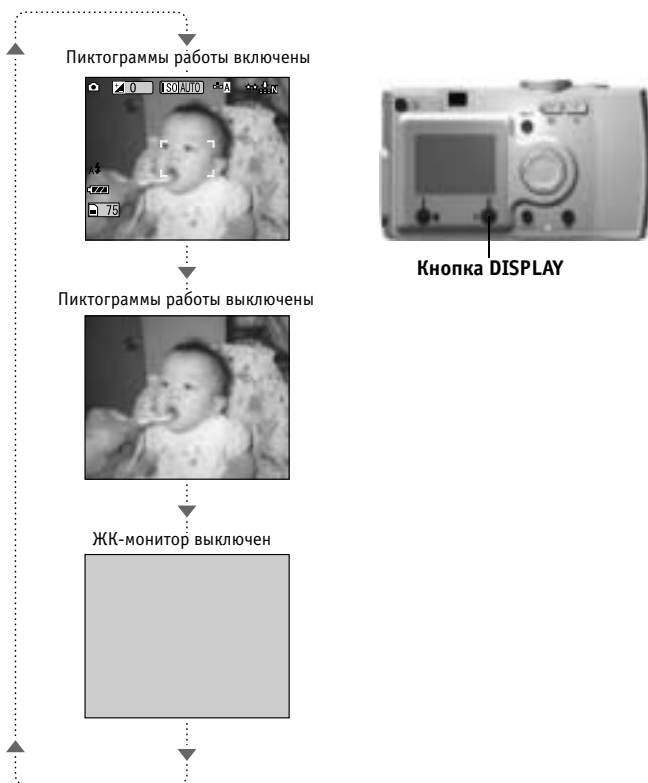 Пиктограммы работы включены
0 ISO AUTO A N
A
75
Кнопка DISPLAY
Пиктограммы работы выключены
ЖК-монитор выключен